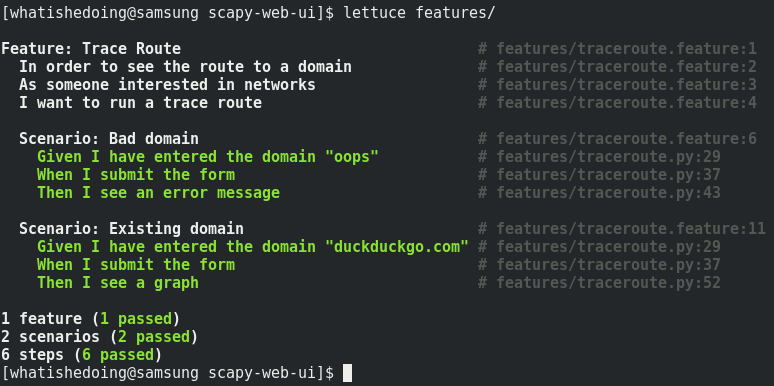 [whatishedoing@samsung scapy-web-ui]$ lettuce features/
Feature: Trace Route # features/traceroute.feature:1
In order to see the route to a domain # features/traceroute.feature:2
As someone interested in networks # features/traceroute.feature:3
I want to run a trace route # features/traceroute.feature:4
Scenario: Bad domain # features/traceroute.feature:6
Given I have entered the domain "oops" # features/traceroute.py:29
When I submit the form # features/traceroute.py:37
Then I see an error message # features/traceroute.py:43
Scenario: Existing domain # features/traceroute.feature:11
Given I have entered the domain "duckduckgo.com" # features/traceroute.py:29
When I submit the form # features/traceroute.py:37
Then I see a graph # features/traceroute.py:52
1 feature (1 passed)
2 scenarios (2 passed)
6 steps (6 passed)
[whatishedoing@samsung scapy-web-ui]$